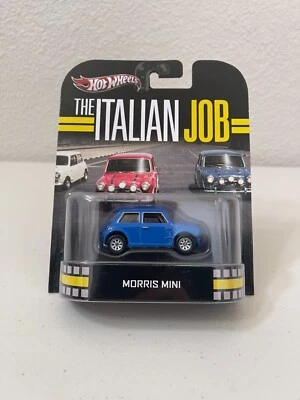 Hot Wheels
THE ITALIAN JOB
MORRIS MINI